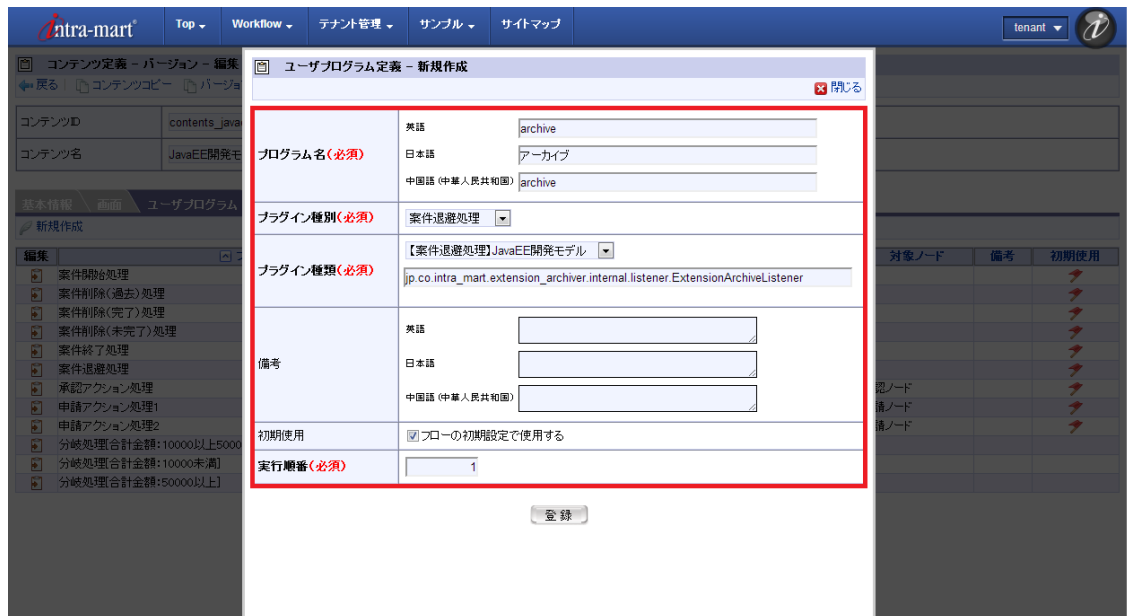 intra-mart Top Workflow テナント管理 サンプル サイトマップ tenant
コンテンツ定義 - バージョン - 編集
戻る コンテンツコピー バージョ
コンテンツID contents_java
コンテンツ名 JavaEE開発モ
基本情報 画面 ユーザプログラム
新規作成
編集 対象ノード 備考 初期使用
案件開始処理
案件削除(過去)処理
案件削除(完了)処理
案件削除(未完了)処理
案件終了処理
案件退避処理
承認アクション処理 認ノード
申請アクション処理1 請ノード
申請アクション処理2 請ノード
分岐処理[合計金額:10000以上5000
分岐処理[合計金額:10000未満]
分岐処理[合計金額:50000以上]
ユーザプログラム定義 - 新規作成
閉じる
プログラム名(必須)
英語 archive
日本語 アーカイブ
中国語 (中華人民共和国) archive
プラグイン種別(必須) 案件退避処理
プラグイン種類(必須) 【案件退避処理】JavaEE開発モデル
jp.co.intra_mart.extension_archiver.internal.listener.ExtensionArchiveListener
備考
英語
日本語
中国語 (中華人民共和国)
初期使用 フローの初期設定で使用する
実行順番(必須) 1
登録